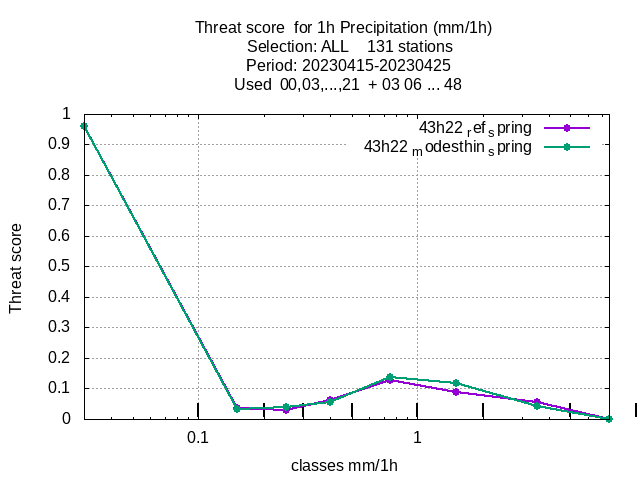 Threat score  for 1h Precipitation (mm/1h)
Selection: ALL    131 stations
Period: 20230415-20230425
Used  00,03,...,21  + 03 06 ... 48
43h22 ref spring
43h22 modesthin spring
1
0.9
0.8
0.7
0.6
0.5
0.4
0.3
0.2
0.1
0
Threat score
0.1
1
classes mm/1h